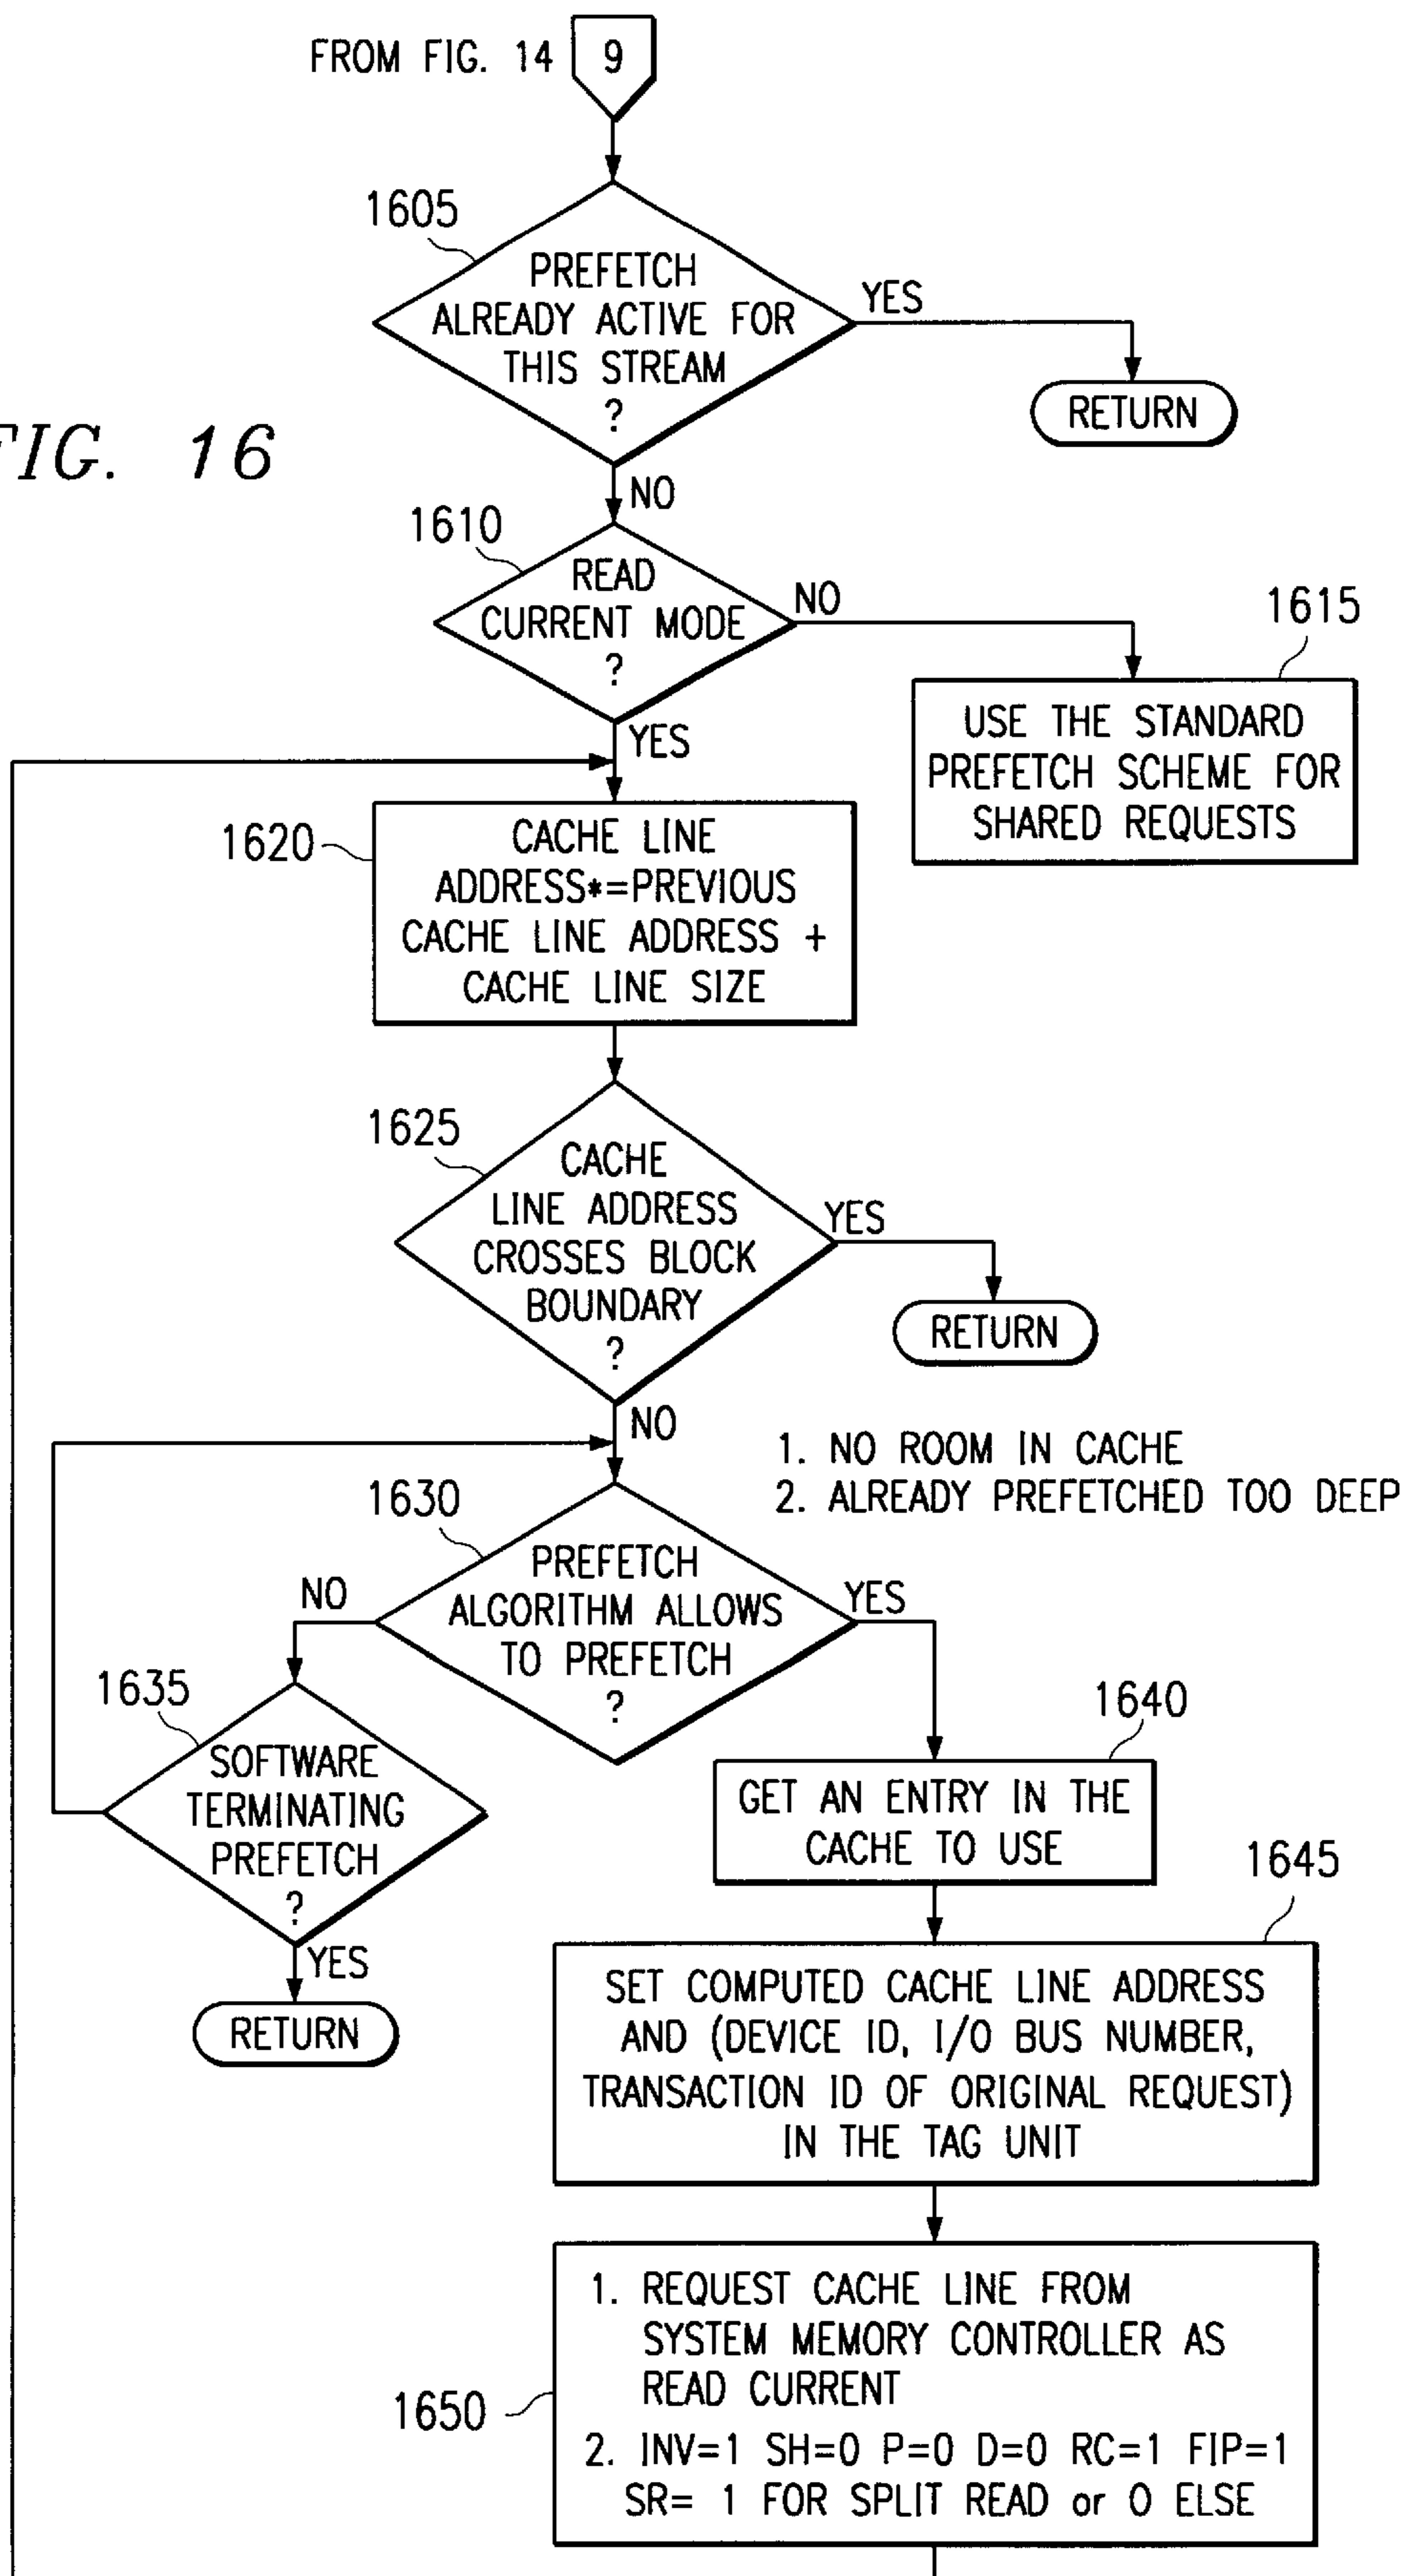 FROM FIG. 14
9
1605
PREFETCH
ALREADY ACTIVE FOR
THIS STREAM
?
YES
RETURN
FIG. 16
NO
1610
READ
CURRENT MODE
?
NO
1615
USE THE STANDARD
PREFETCH SCHEME FOR
SHARED REQUESTS
YES
1620
CACHE LINE
ADDRESS*=PREVIOUS
CACHE LINE ADDRESS +
CACHE LINE SIZE
1625
CACHE
LINE ADDRESS
CROSSES BLOCK
BOUNDARY
?
YES
RETURN
NO
1. NO ROOM IN CACHE
2. ALREADY PREFETCHED TOO DEEP
1630
PREFETCH
ALGORITHM ALLOWS
TO PREFETCH
?
NO
YES
1635
SOFTWARE
TERMINATING
PREFETCH
?
YES
RETURN
1640
GET AN ENTRY IN THE
CACHE TO USE
1645
SET COMPUTED CACHE LINE ADDRESS
AND (DEVICE ID, I/O BUS NUMBER,
TRANSACTION ID OF ORIGINAL REQUEST)
IN THE TAG UNIT
1650
1. REQUEST CACHE LINE FROM
SYSTEM MEMORY CONTROLLER AS
READ CURRENT
2. INV=1 SH=0 P=0 D=0 RC=1 FIP=1
SR= 1 FOR SPLIT READ or 0 ELSE